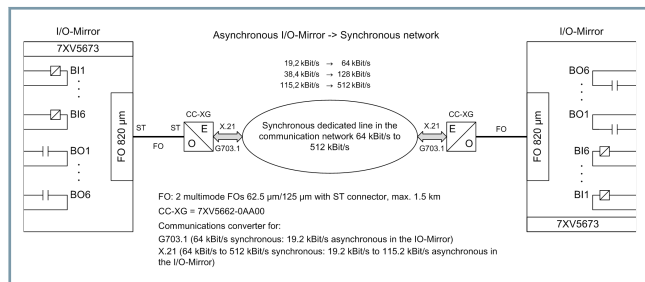 I/O-Mirror
Asynchronous I/O-Mirror -> Synchronous network
I/O-Mirror
7XV5673
19,2 kBit/s → 64 kBit/s
38,4 kBit/s → 128 kBit/s
115,2 kBit/s → 512 kBit/s
BI1
BI6
BO1
BO6
FO 820 µm
ST
FO
ST
CC-XG
E
O
X.21
G703.1
Synchronous dedicated line in the
communication network 64 kBit/s to
512 kBit/s
X.21
G703.1
CC-XG
E
O
FO
FO 820 µm
BO6
BO1
BI6
BI1
7XV5673
FO: 2 multimode FOs 62.5 µm/125 µm with ST connector, max. 1.5 km
CC-XG = 7XV5662-0AA00
Communications converter for:
G703.1 (64 kBit/s synchronous: 19.2 kBit/s asynchronous in the IO-Mirror)
X.21 (64 kBit/s to 512 kBit/s synchronous: 19.2 to 115.2 kBit/s asynchronous in
the I/O-Mirror)